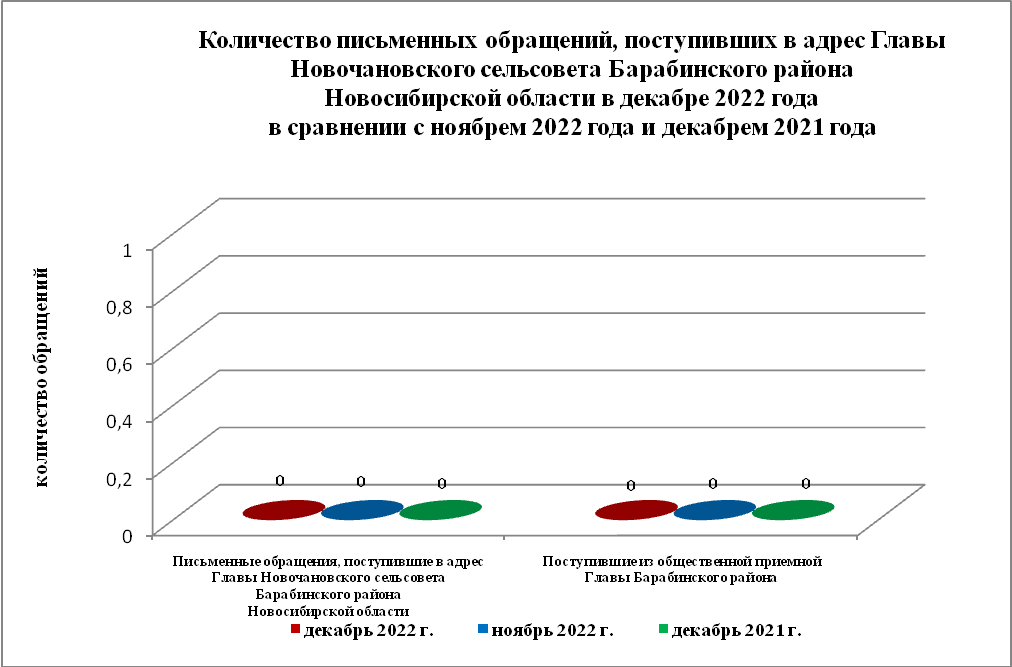 Количество письменных обращений, поступивших в адрес Главы
Новочановского сельсовета Барабинского района
Новосибирской области в декабре 2022 года
в сравнении с ноябрем 2022 года и декабрем 2021 года
количество обращений
1
0,8
0,6
0,4
0,2
0
0 0 0 0 0 0
Письменные обращения, поступившие в адрес
Главы Новочановского сельсовета
Барабинского района
Новосибирской области
Поступившие из общественной приемной
Главы Барабинского района
декабрь 2022 г. ноябрь 2022 г. декабрь 2021 г.